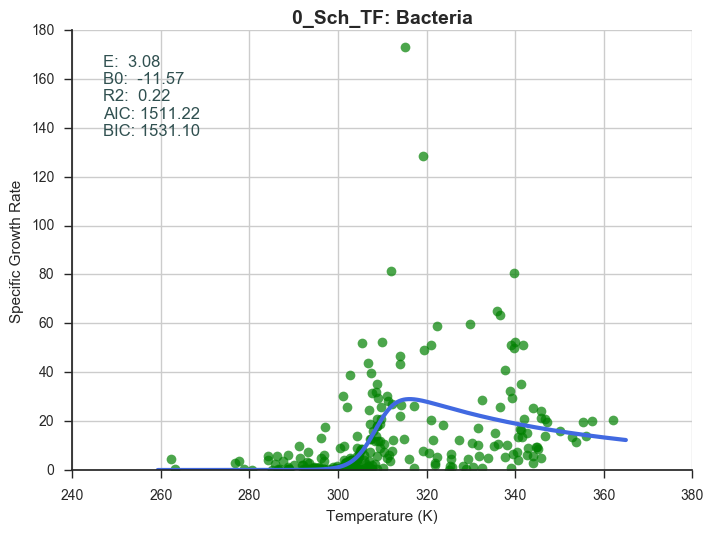 0_Sch_TF: Bacteria
E:  3.08
B0:  -11.57
R2:  0.22
AIC: 1511.22
BIC: 1531.10
Specific Growth Rate
180
160
140
120
100
80
60
40
20
0
240 260 280 300 320 340 360 380
Temperature (K)